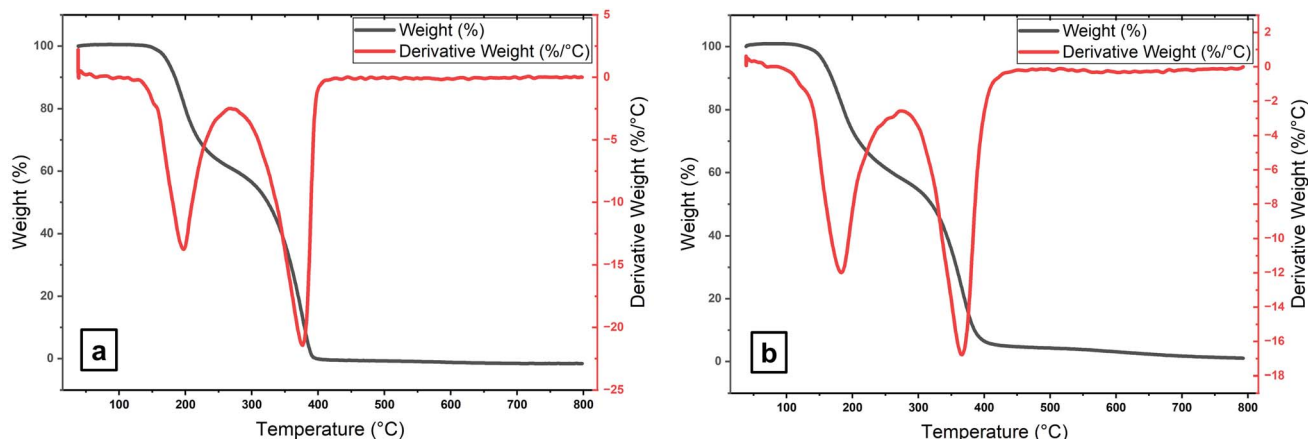 Weight (%)
Derivative Weight (%/°C)
100
80
60
40
20
0
5
0
−5
−10
−15
−20
−25
Weight (%)
Derivative Weight (%/°C)
a
100 200 300 400 500 600 700 800
Temperature (°C)
Weight (%)
Derivative Weight (%/°C)
100
80
60
40
20
0
2
0
−2
−4
−6
−8
−10
−12
−14
−16
−18
Weight (%)
Derivative Weight (%/°C)
b
100 200 300 400 500 600 700 800
Temperature (°C)